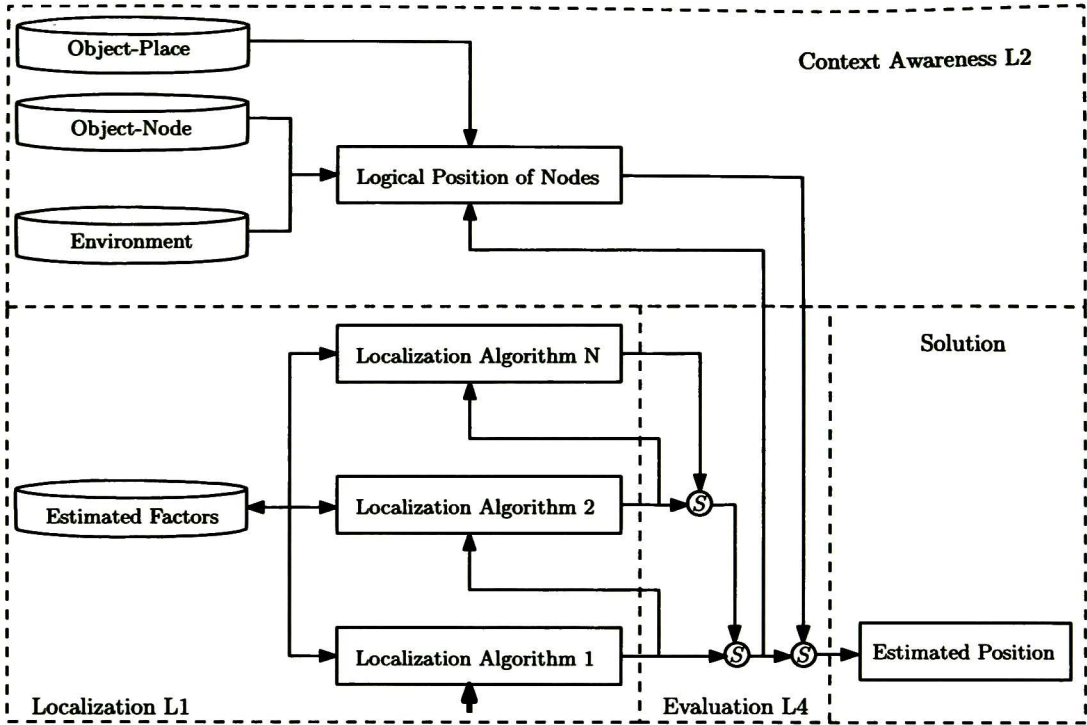 Object-Place
Context Awareness L2
Object-Node
Logical Position of Nodes
Environment
Localization Algorithm N
Solution
Estimated Factors
Localization Algorithm 2
S
Localization Algorithm 1
S
S
Estimated Position
Localization L1
Evaluation L4